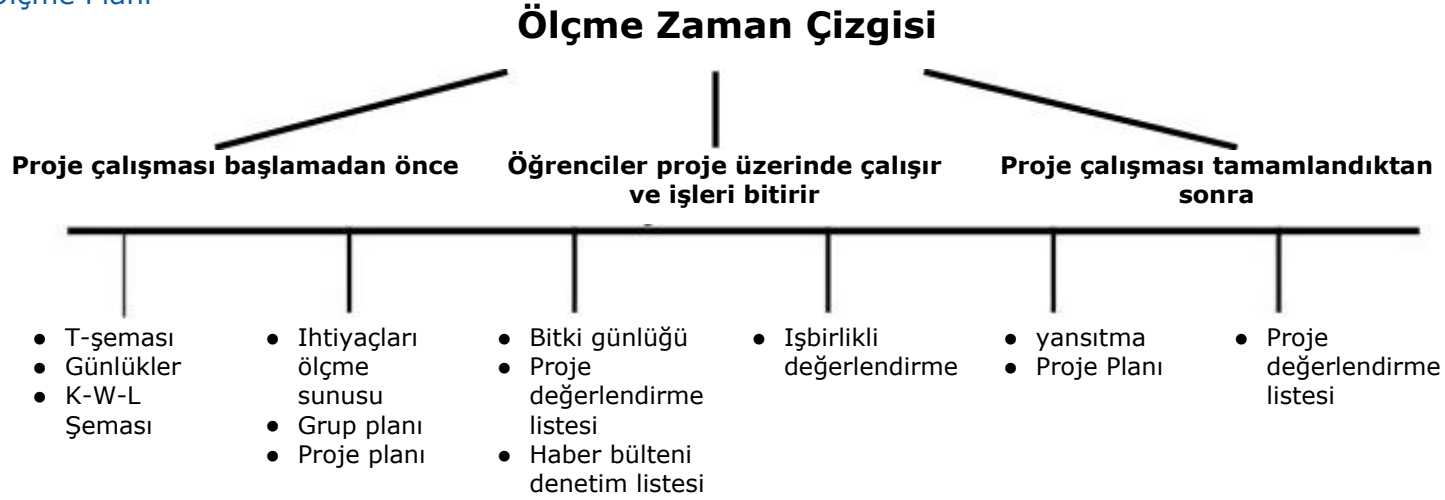 Ölçme Planı
Ölçme Zaman Çizgisi
Proje çalışması başlamadan önce
Öğrenciler proje üzerinde çalışır
ve işleri bitirir
Proje çalışması tamamlandıktan
sonra
● T-şeması
● Günlükler
● K-W-L
Şeması
● Ihtiyaçları
ölçme
sunusu
● Grup planı
● Proje planı
● Bitki günlüğü
● Proje
değerlendirme
listesi
● Haber bülteni
denetim listesi
● Işbirlikli
değerlendirme
● yansıtma
● Proje Planı
● Proje
değerlendirme
listesi